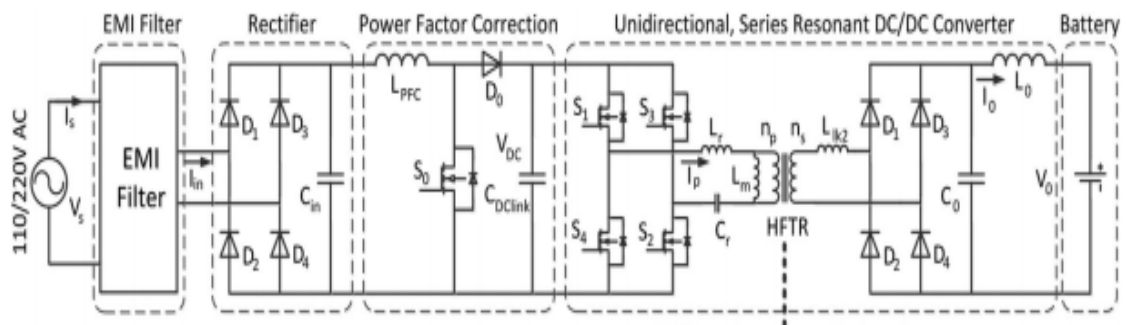 EMI Filter
Rectifier
Power Factor Correction
Unidirectional, Series Resonant DC/DC Converter
Battery
110/220V AC
Vs
Is
EMI
Filter
Iin
D1
D3
D2
D4
Cin
LPFC
D0
S0
VDC
CDClink
S1
S3
S4
S2
Lr
Ip
Lm
Cr
np
ns
HFTR
Llk2
D1
D3
D2
D4
I0
L0
C0
V0
+
-